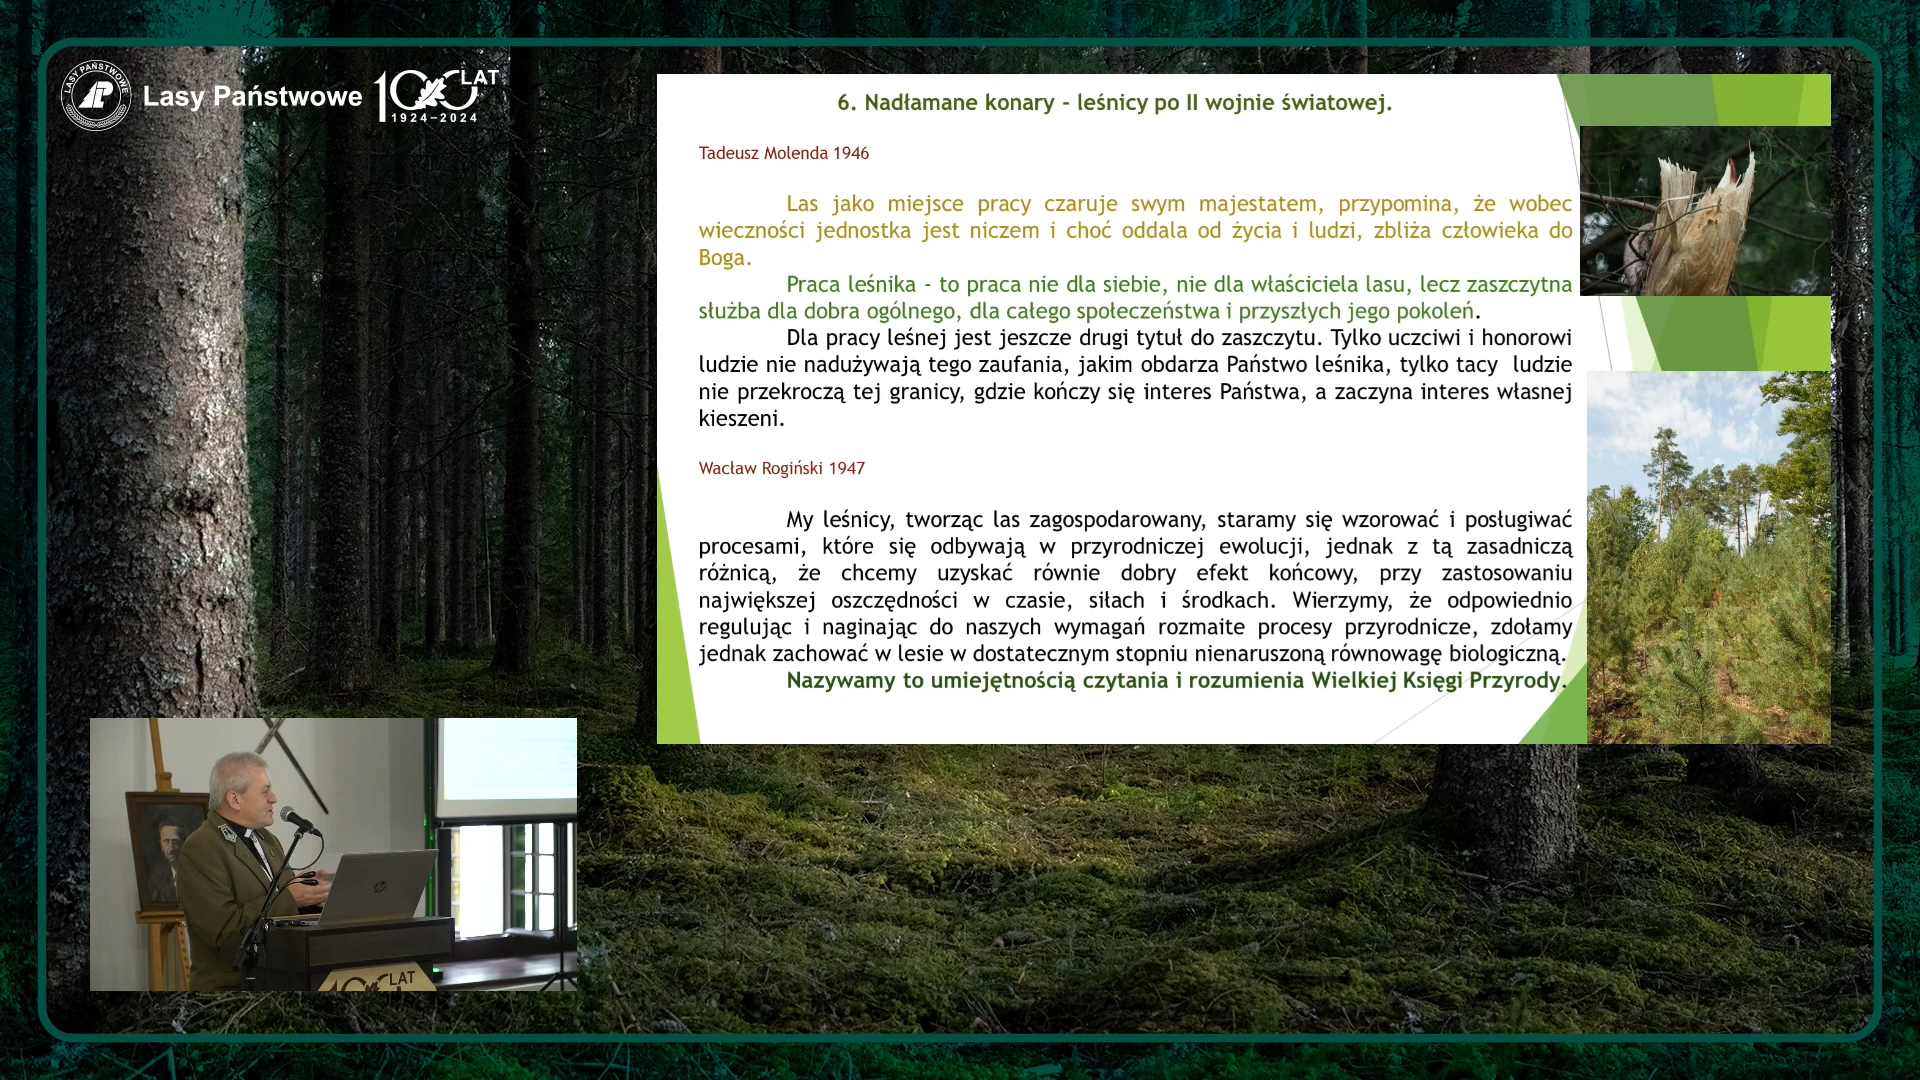 LASY PAŃSTWOWE
Lasy Państwowe
100 LAT
1924–2024
6. Nadłamane konary - leśnicy po II wojnie światowej.
Tadeusz Molenda 1946
Las jako miejsce pracy czaruje swym majestatem, przypomina, że wobec
wieczności jednostka jest niczem i choć oddala od życia i ludzi, zbliża człowieka do
Boga.
Praca leśnika - to praca nie dla siebie, nie dla właściciela lasu, lecz zaszczytna
służba dla dobra ogólnego, dla całego społeczeństwa i przyszłych jego pokoleń.
Dla pracy leśnej jest jeszcze drugi tytuł do zaszczytu. Tylko uczciwi i honorowi
ludzie nie nadużywają tego zaufania, jakim obdarza Państwo leśnika, tylko tacy ludzie
nie przekroczą tej granicy, gdzie kończy się interes Państwa, a zaczyna interes własnej
kieszeni.
Wacław Rogiński 1947
My leśnicy, tworząc las zagospodarowany, staramy się wzorować i posługiwać
procesami, które się odbywają w przyrodniczej ewolucji, jednak z tą zasadniczą
różnicą, że chcemy uzyskać równie dobry efekt końcowy, przy zastosowaniu
największej oszczędności w czasie, siłach i środkach. Wierzymy, że odpowiednio
regulując i naginając do naszych wymagań rozmaite procesy przyrodnicze, zdołamy
jednak zachować w lesie w dostatecznym stopniu nienaruszoną równowagę biologiczną.
Nazywamy to umiejętnością czytania i rozumienia Wielkiej Księgi Przyrody.
hp
100 LAT